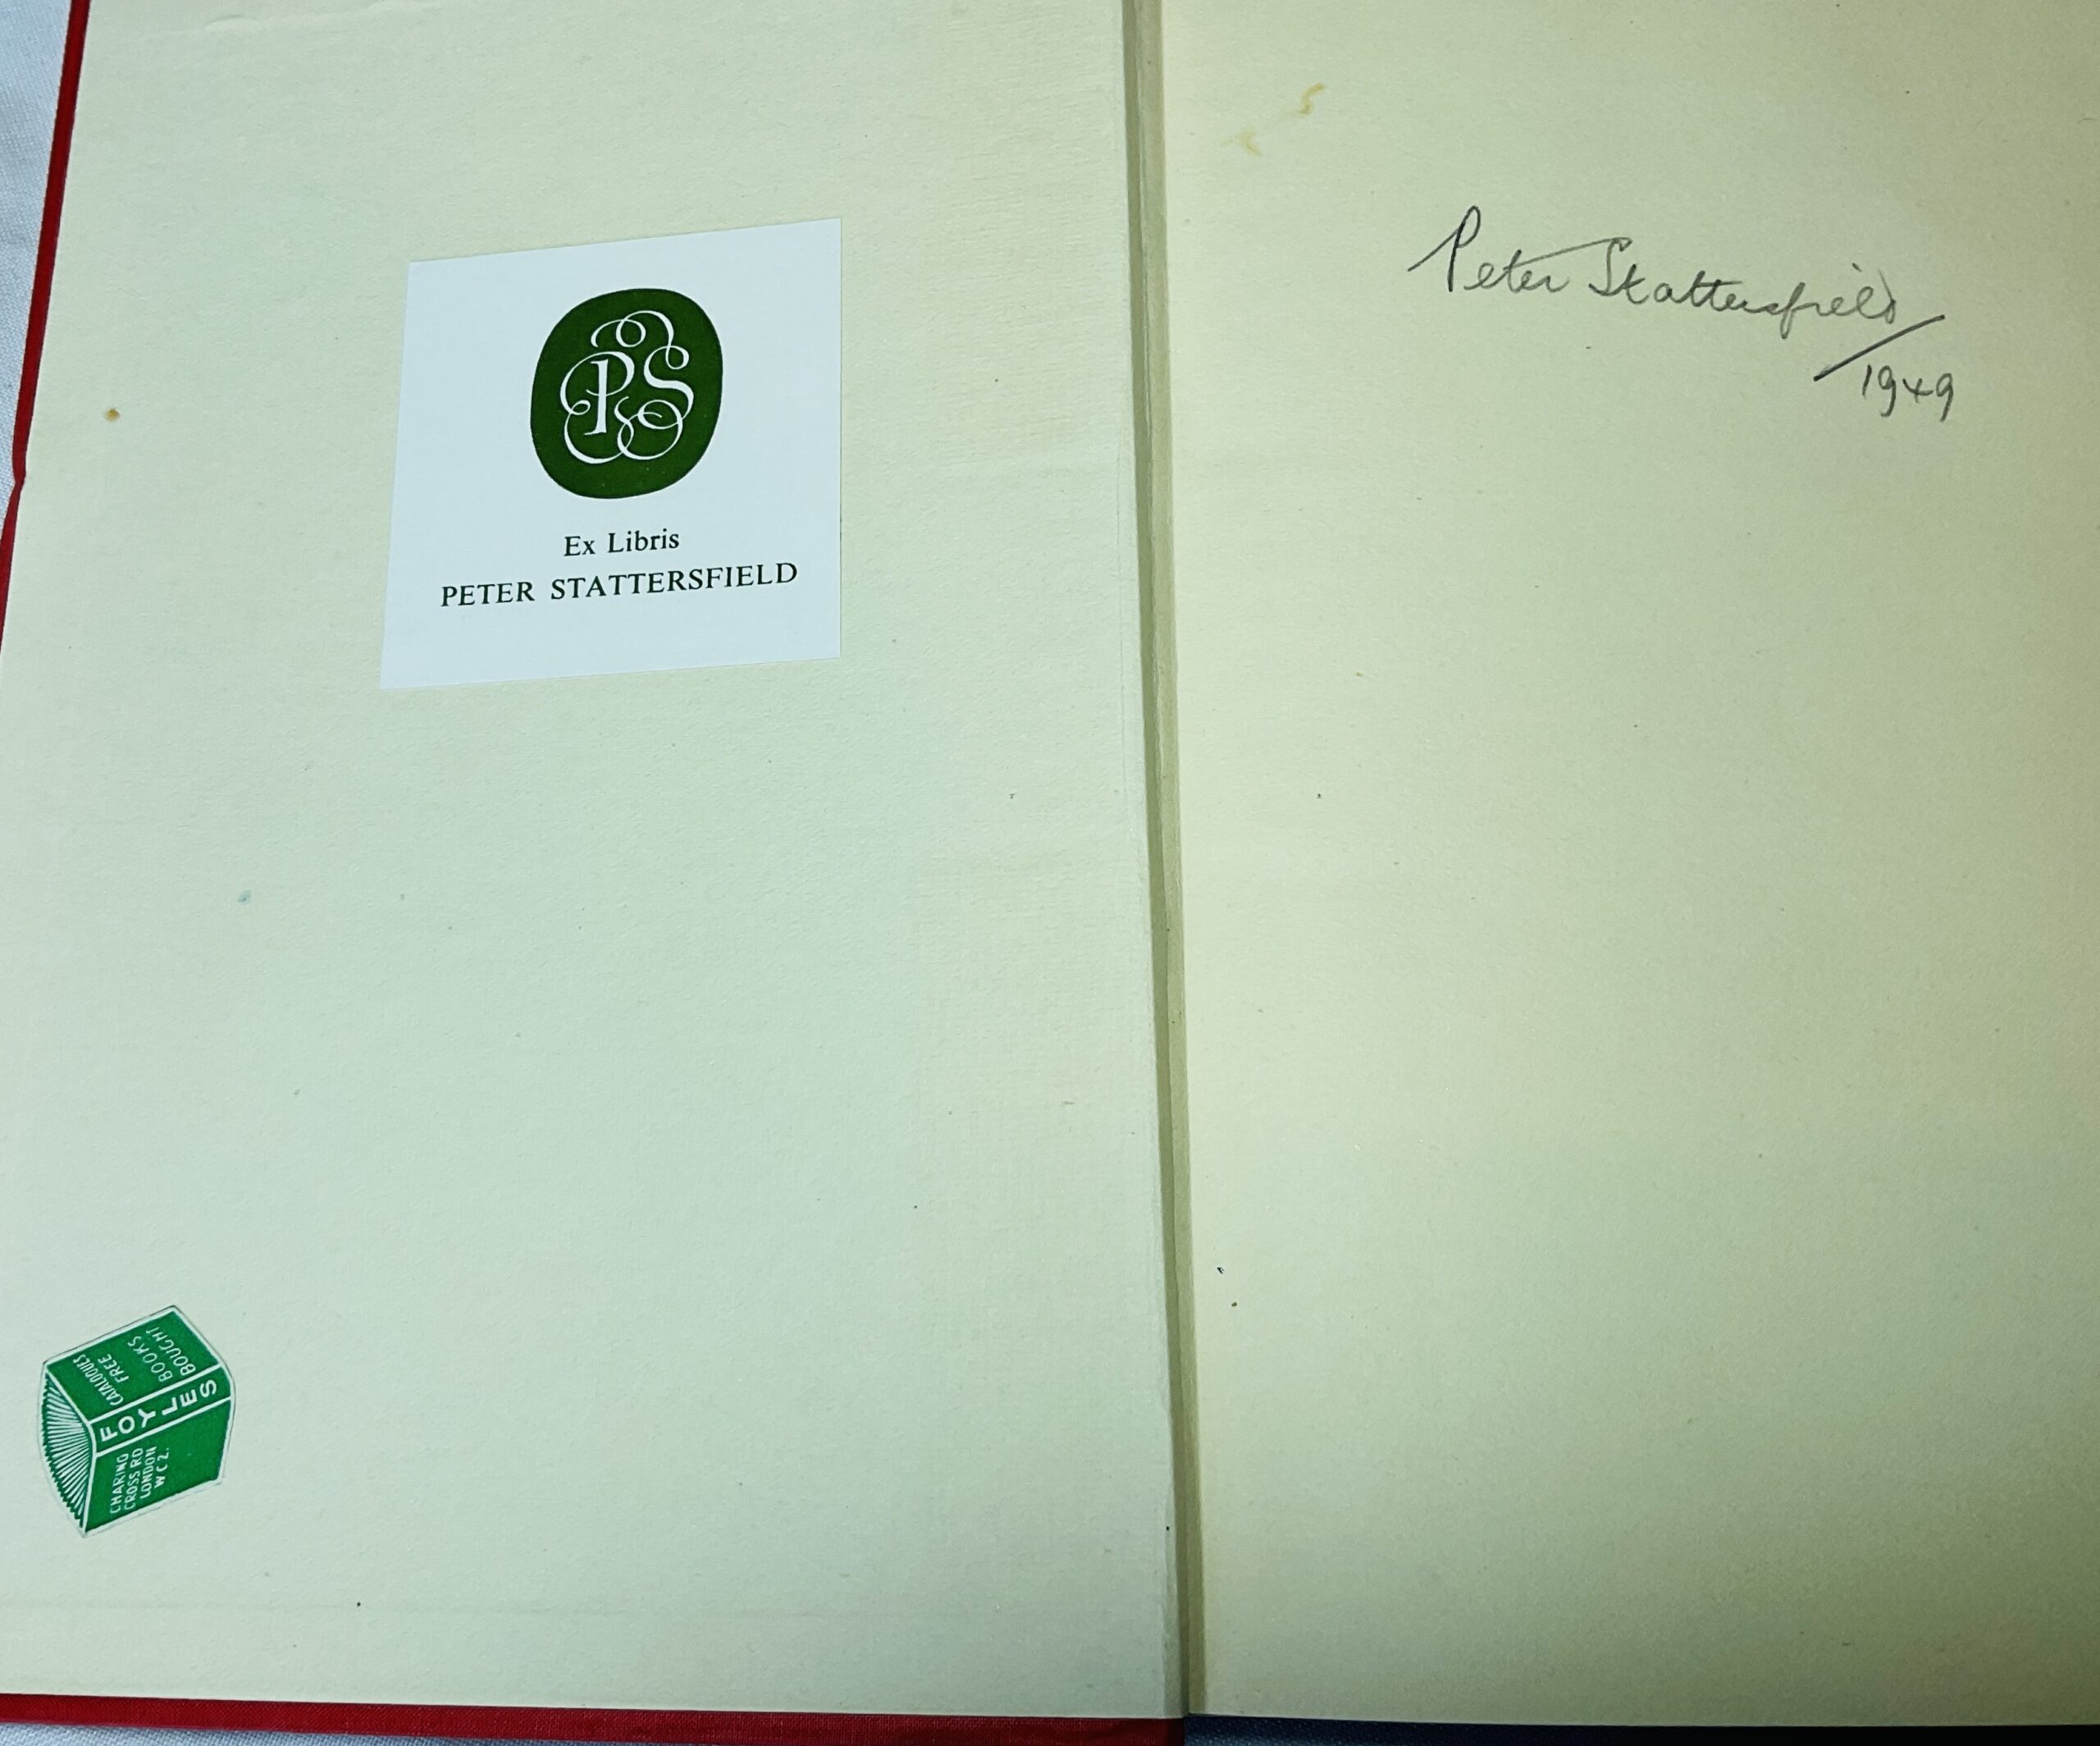 PS
Ex Libris
PETER STATTERSFIELD
CATALOGUES
FREE
BOOKS
BOUGHT
FOYLES
CHARING
CROSS RD
LONDON
W C 2.
Peter Stattersfield
1949